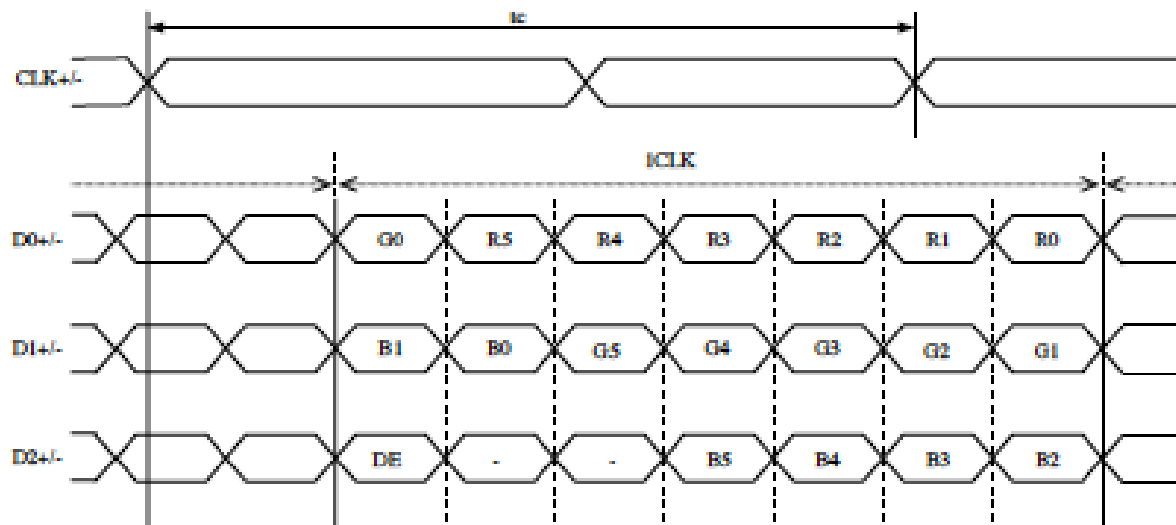 tc
CLK+/-
1CLK
D0+/- G0 R5 R4 R3 R2 R1 R0
D1+/- B1 B0 G5 G4 G3 G2 G1
D2+/- DE - - B5 B4 B3 B2